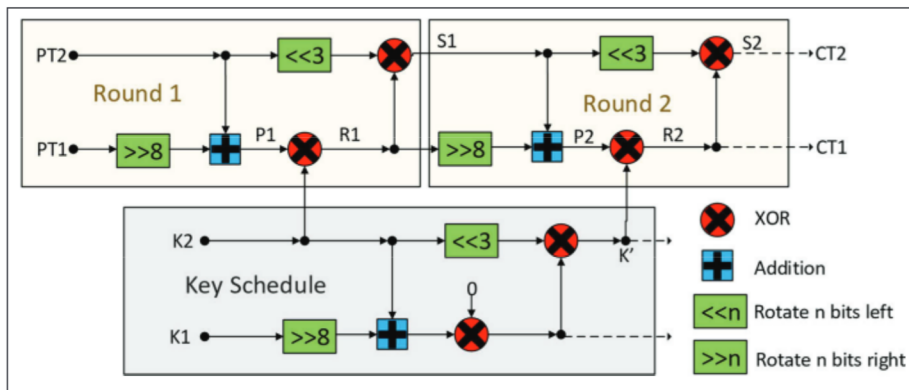 PT2
<<3
S1
<<3
S2
CT2
Round 1
Round 2
PT1
>>8
P1
R1
>>8
P2
R2
CT1
K2
<<3
K'
XOR
Key Schedule
0
Addition
K1
>>8
<<n
Rotate n bits left
>>n
Rotate n bits right